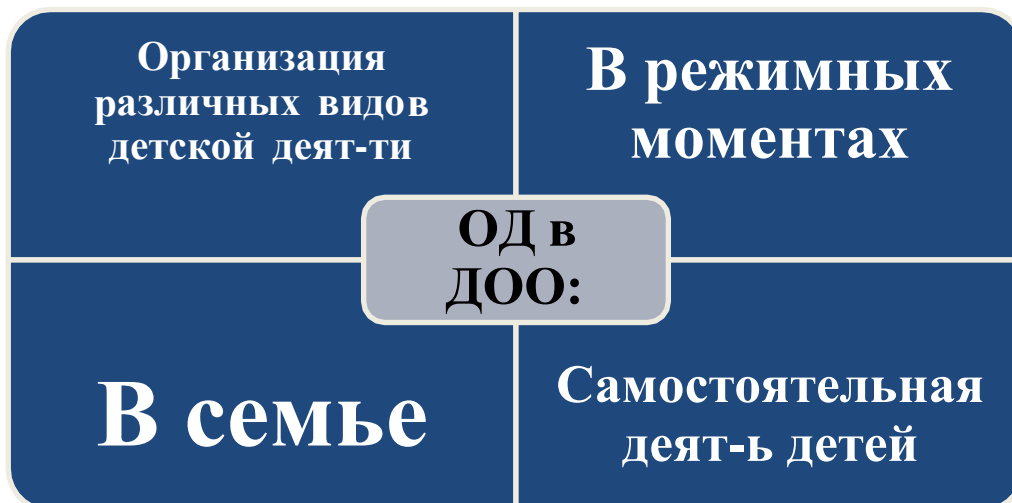 Организация
различных видов
детской деят-ти
В режимных
моментах
ОД в
ДОО:
В семье
Самостоятельная
деят-ь детей